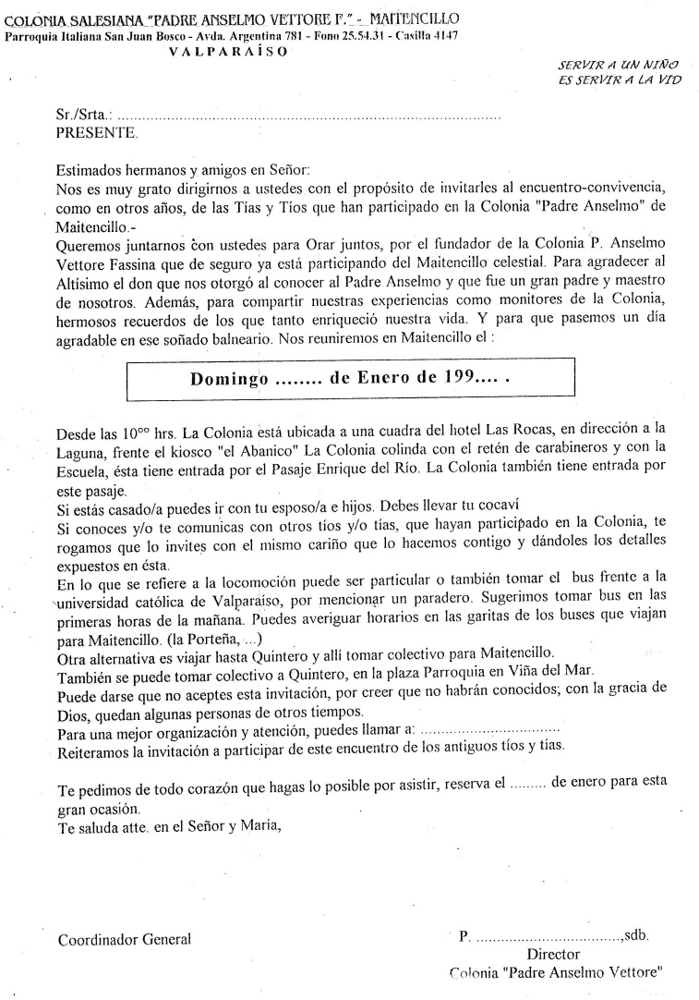 COLONIA SALESIANA "PADRE ANSELMO VETTORE F." - MAITENCILLO
Parroquia Italiana San Juan Bosco - Avda. Argentina 781 - Fono 25.54.31 - Casilla 4147
VALPARAÍSO
SERVIR A UN NIÑO
ES SERVIR A LA VID
Sr./Srta.: ..............................................................................................
PRESENTE.
Estimados hermanos y amigos en Señor:
Nos es muy grato dirigirnos a ustedes con el propósito de invitarles al encuentro-convivencia,
como en otros años, de las Tías y Tíos que han participado en la Colonia "Padre Anselmo" de
Maitencillo.-
Queremos juntarnos con ustedes para Orar juntos, por el fundador de la Colonia P. Anselmo
Vettore Fassina que de seguro ya está participando del Maitencillo celestial. Para agradecer al
Altísimo el don que nos otorgó al conocer al Padre Anselmo y que fue un gran padre y maestro
de nosotros. Además, para compartir nuestras experiencias como monitores de la Colonia,
hermosos recuerdos de los que tanto enriqueció nuestra vida. Y para que pasemos un día
agradable en ese soñado balneario. Nos reuniremos en Maitencillo el :
Domingo ........ de Enero de 199.... .
Desde las 10°° hrs. La Colonia está ubicada a una cuadra del hotel Las Rocas, en dirección a la
Laguna, frente el kiosco "el Abanico" La Colonia colinda con el retén de carabineros y con la
Escuela, ésta tiene entrada por el Pasaje Enrique del Río. La Colonia también tiene entrada por
este pasaje.
Si estás casado/a puedes ir con tu esposo/a e hijos. Debes llevar tu cocaví
Si conoces y/o te comunicas con otros tíos y/o tías, que hayan participado en la Colonia, te
rogamos que lo invites con el mismo cariño que lo hacemos contigo y dándoles los detalles
expuestos en ésta.
En lo que se refiere a la locomoción puede ser particular o también tomar el bus frente a la
universidad católica de Valparaíso, por mencionar un paradero. Sugerimos tomar bus en las
primeras horas de la mañana. Puedes averiguar horarios en las garitas de los buses que viajan
para Maitencillo. (la Porteña, ...)
Otra alternativa es viajar hasta Quintero y allí tomar colectivo para Maitencillo.
También se puede tomar colectivo a Quintero, en la plaza Parroquia en Viña del Mar.
Puede darse que no aceptes esta invitación, por creer que no habrán conocidos; con la gracia de
Dios, quedan algunas personas de otros tiempos.
Para una mejor organización y atención, puedes llamar a: ..................................
Reiteramos la invitación a participar de este encuentro de los antiguos tíos y tías.
Te pedimos de todo corazón que hagas lo posible por asistir, reserva el ......... de enero para esta
gran ocasión.
Te saluda atte. en el Señor y María,
Coordinador General
P. ...................................,sdb.
Director
Colonia "Padre Anselmo Vettore"